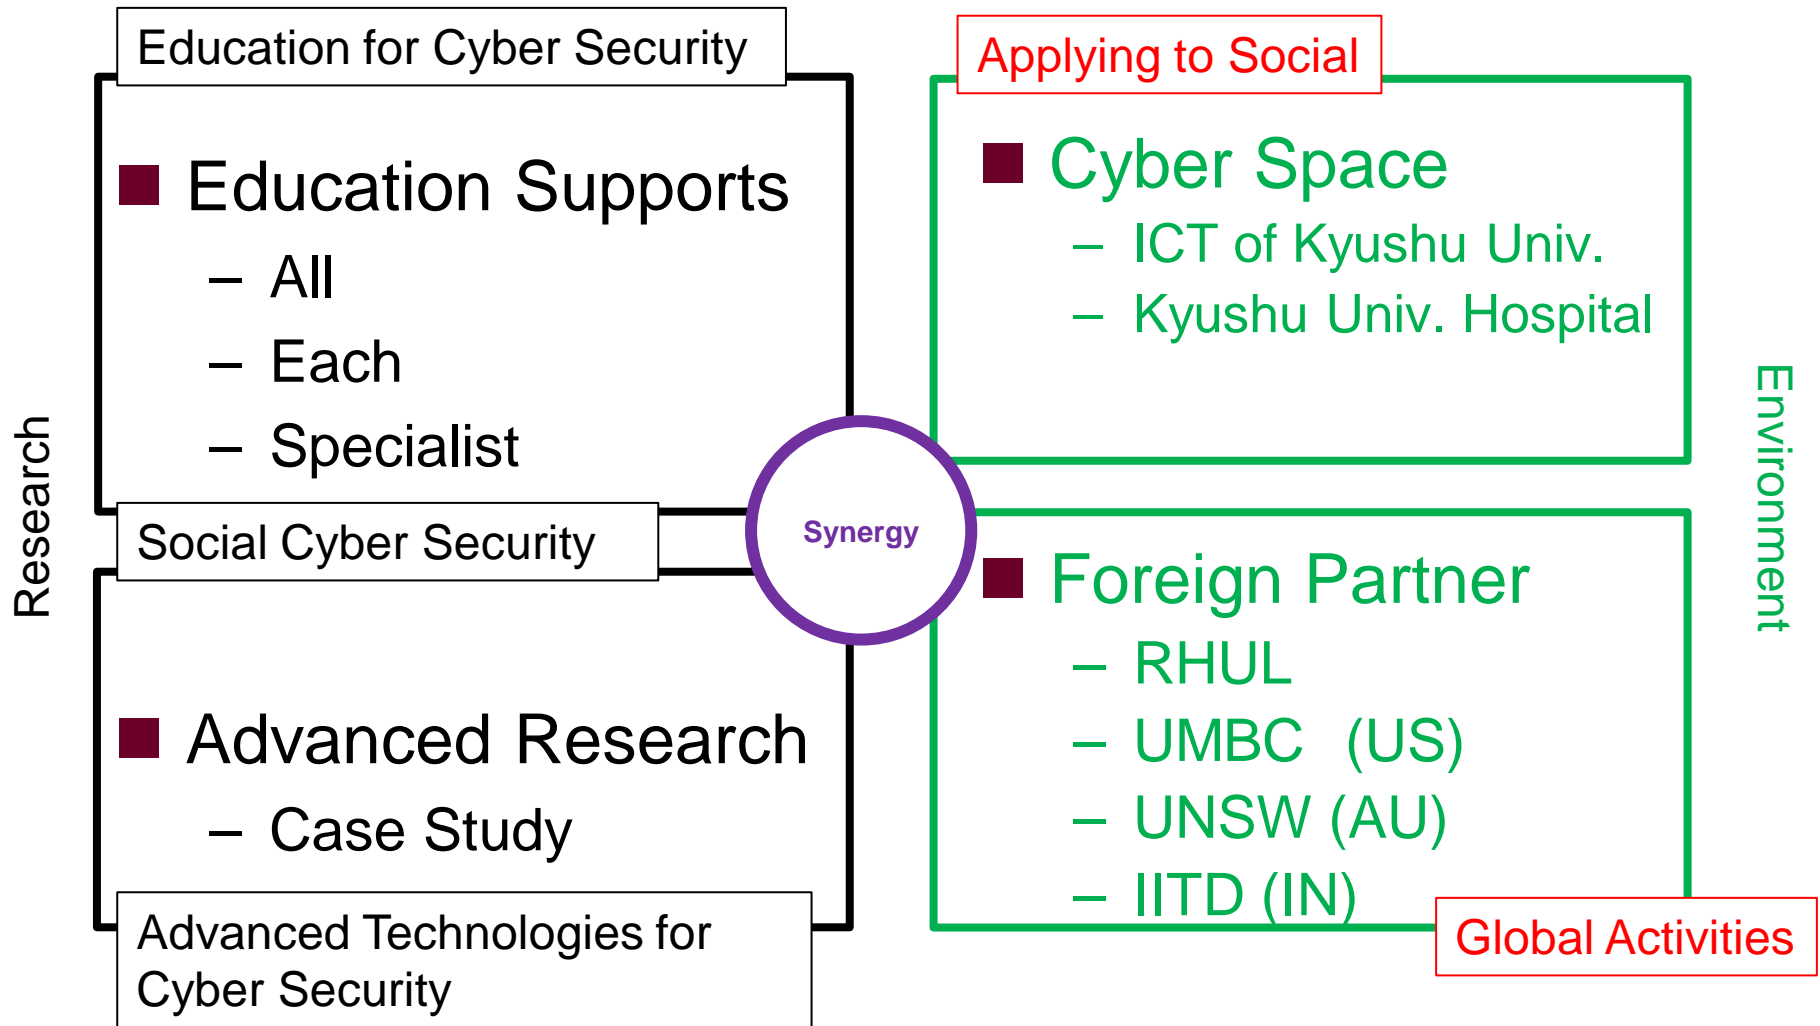 Education for Cyber Security
Education Supports
– All
– Each
– Specialist
Social Cyber Security
Advanced Research
– Case Study
Advanced Technologies for
Cyber Security
Research
Synergy
Applying to Social
Cyber Space
– ICT of Kyushu Univ.
– Kyushu Univ. Hospital
Foreign Partner
– RHUL
– UMBC (US)
– UNSW (AU)
– IITD (IN)
Global Activities
Environment